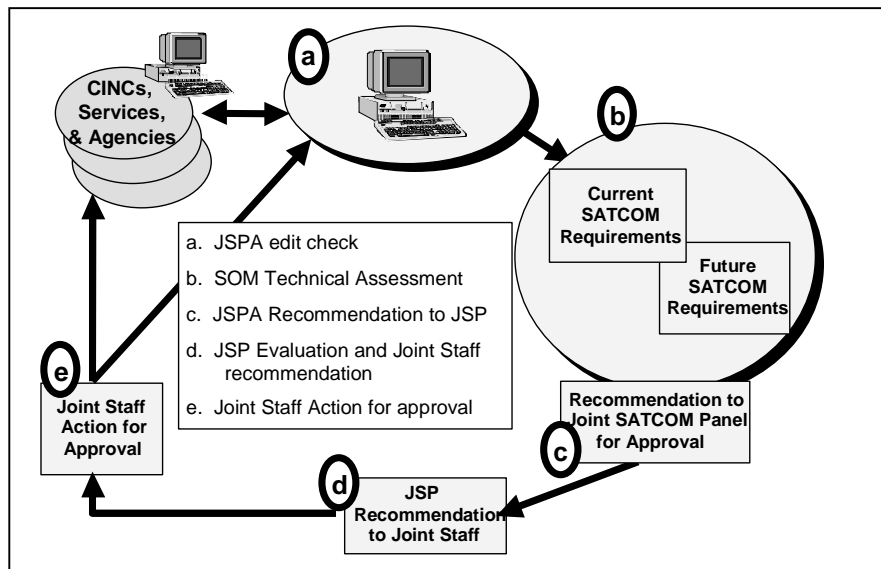 CINCs,
Services,
& Agencies
a
b
Current
SATCOM
Requirements
Future
SATCOM
Requirements
a. JSPA edit check
b. SOM Technical Assessment
c. JSPA Recommendation to JSP
d. JSP Evaluation and Joint Staff
recommendation
e. Joint Staff Action for approval
e
Joint Staff
Action for
Approval
Recommendation to
Joint SATCOM Panel
for Approval
c
d
JSP
Recommendation
to Joint Staff